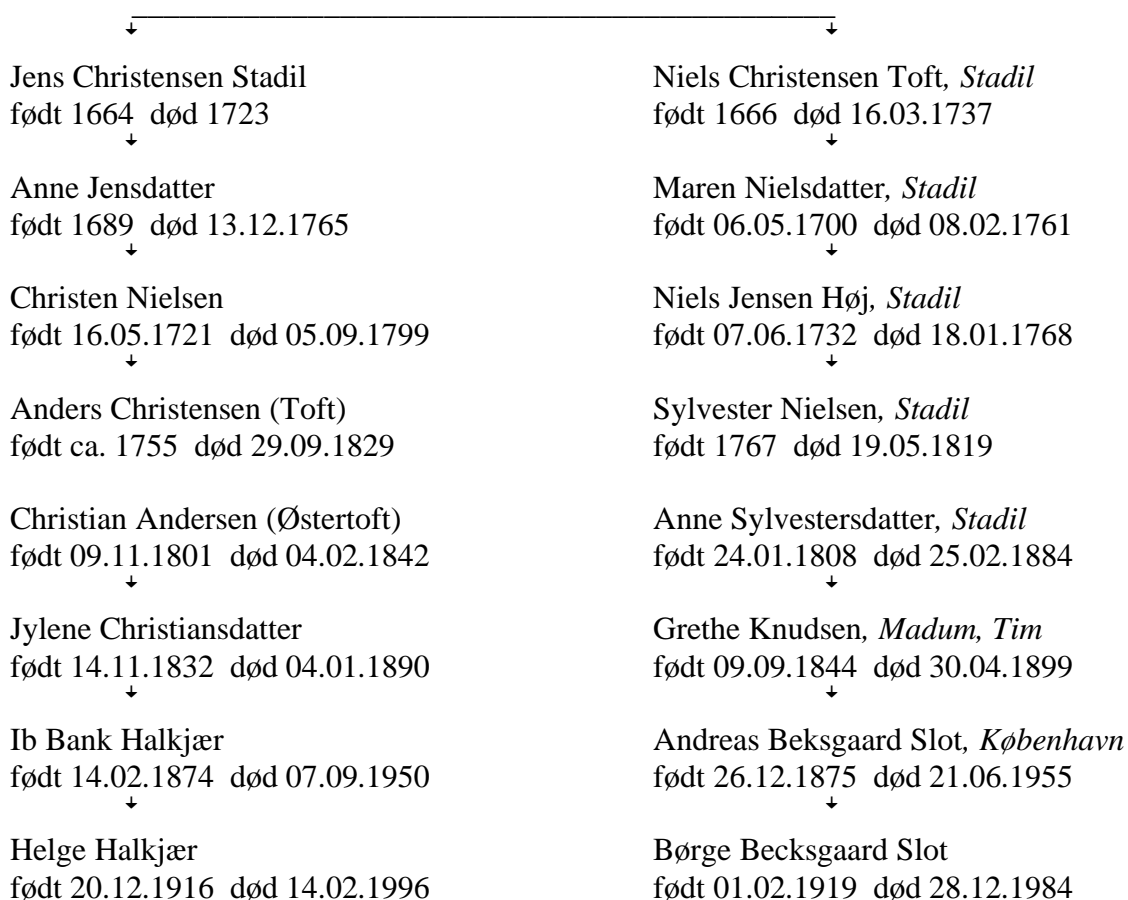 Jens Christensen Stadil
født 1664 død 1723
Anne Jensdatter
født 1689 død 13.12.1765
Christen Nielsen
født 16.05.1721 død 05.09.1799
Anders Christensen (Toft)
født ca. 1755 død 29.09.1829
Christian Andersen (Østertoft)
født 09.11.1801 død 04.02.1842
Jylene Christiansdatter
født 14.11.1832 død 04.01.1890
Ib Bank Halkjær
født 14.02.1874 død 07.09.1950
Helge Halkjær
født 20.12.1916 død 14.02.1996
Niels Christensen Toft, Stadil
født 1666 død 16.03.1737
Maren Nielsdatter, Stadil
født 06.05.1700 død 08.02.1761
Niels Jensen Høj, Stadil
født 07.06.1732 død 18.01.1768
Sylvester Nielsen, Stadil
født 1767 død 19.05.1819
Anne Sylvestersdatter, Stadil
født 24.01.1808 død 25.02.1884
Grethe Knudsen, Madum, Tim
født 09.09.1844 død 30.04.1899
Andreas Beksgaard Slot, København
født 26.12.1875 død 21.06.1955
Børge Becksgaard Slot
født 01.02.1919 død 28.12.1984